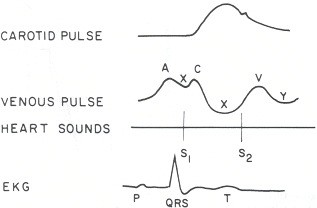 CAROTID PULSE
A X C V
VENOUS PULSE X Y
HEART SOUNDS
S1 S2
EKG
P QRS T